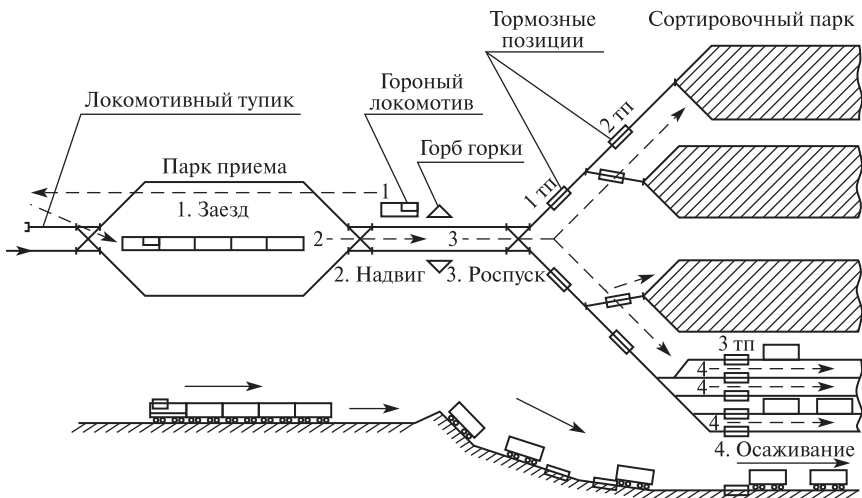 Тормозные
позиции
Сортировочный парк
Локомотивный тупик
Гороный
локомотив
Горб горки
Парк приема
2 тп
1 тп
1
1. Заезд
2
3
2. Надвиг
3. Роспуск
3 тп
4
4
4
4. Осаживание